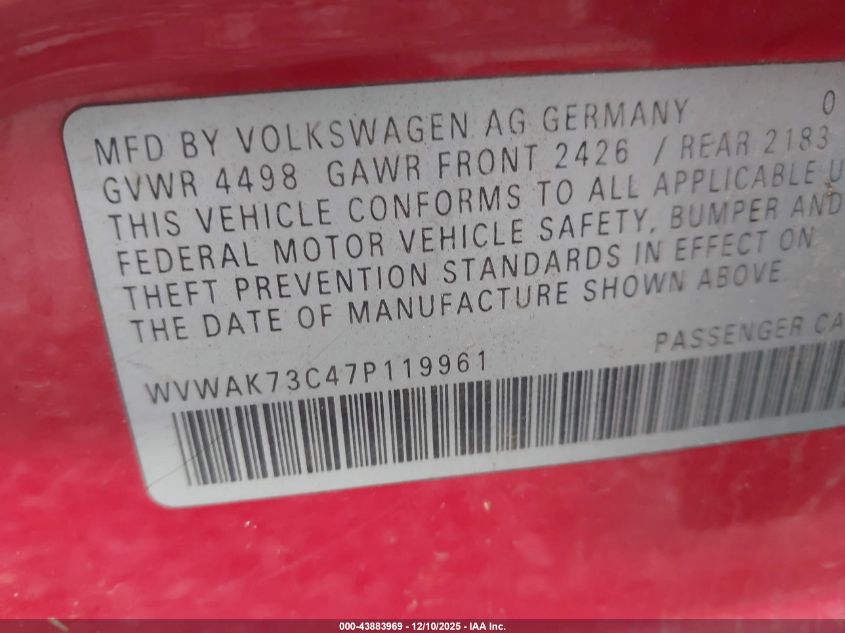 MFD BY VOLKSWAGEN AG GERMANY 0
GVWR 4498 GAWR FRONT 2426 / REAR 2183
THIS VEHICLE CONFORMS TO ALL APPLICABLE U
FEDERAL MOTOR VEHICLE SAFETY, BUMPER AND
THEFT PREVENTION STANDARDS IN EFFECT ON
THE DATE OF MANUFACTURE SHOWN ABOVE.
PASSENGER CA
WVWAK73C47P119961
000-43883969 - 12/10/2025 - IAA Inc.